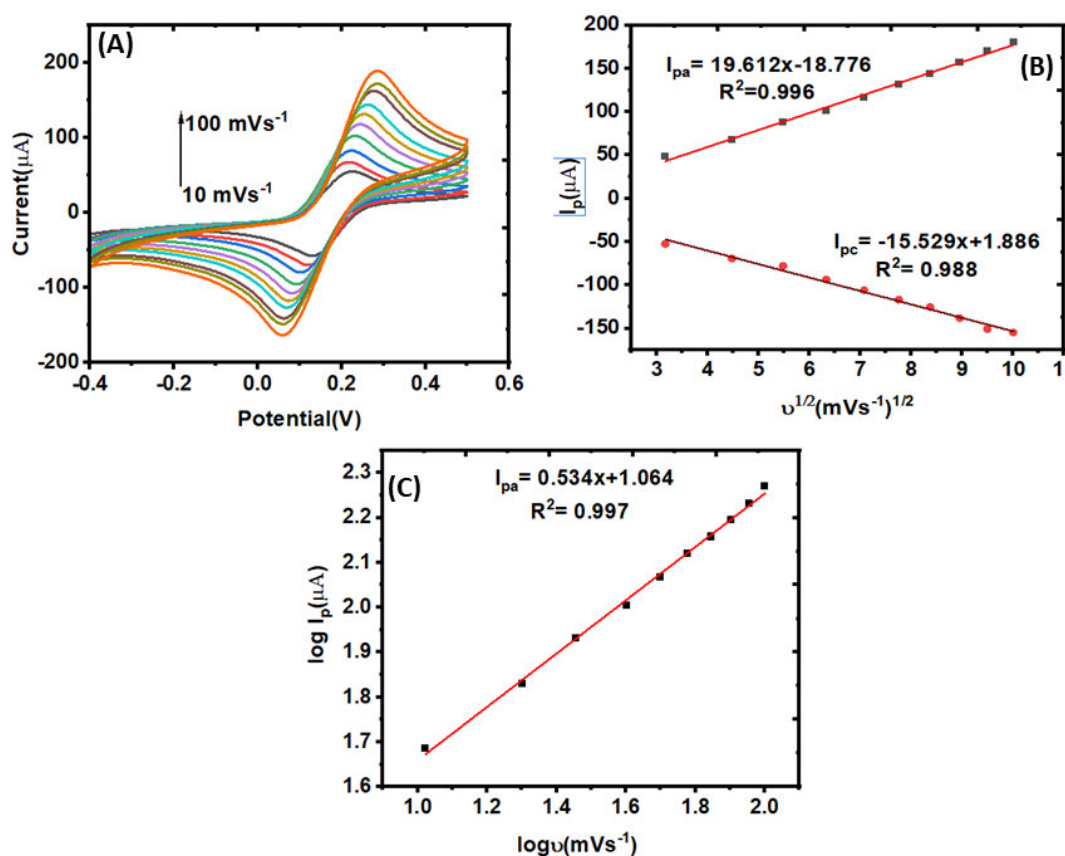 (A)
200
100
0
-100
-200
Current(μA)
100 mVs⁻¹
10 mVs⁻¹
-0.4 -0.2 0.0 0.2 0.4 0.6
Potential(V)
(B)
200
150
100
50
0
-50
-100
-150
Iₚ(μA)
Iₚₐ= 19.612x-18.776
R²=0.996
I_pc = -15.529x+1.886
R²= 0.988
3 4 5 6 7 8 9 10 1
υ^1/2(mVs⁻¹)^1/2
(C)
2.3
2.2
2.1
2.0
1.9
1.8
1.7
1.6
log Iₚ(μA)
Iₚₐ= 0.534x+1.064
R²= 0.997
1.0 1.2 1.4 1.6 1.8 2.0
logυ(mVs⁻¹)